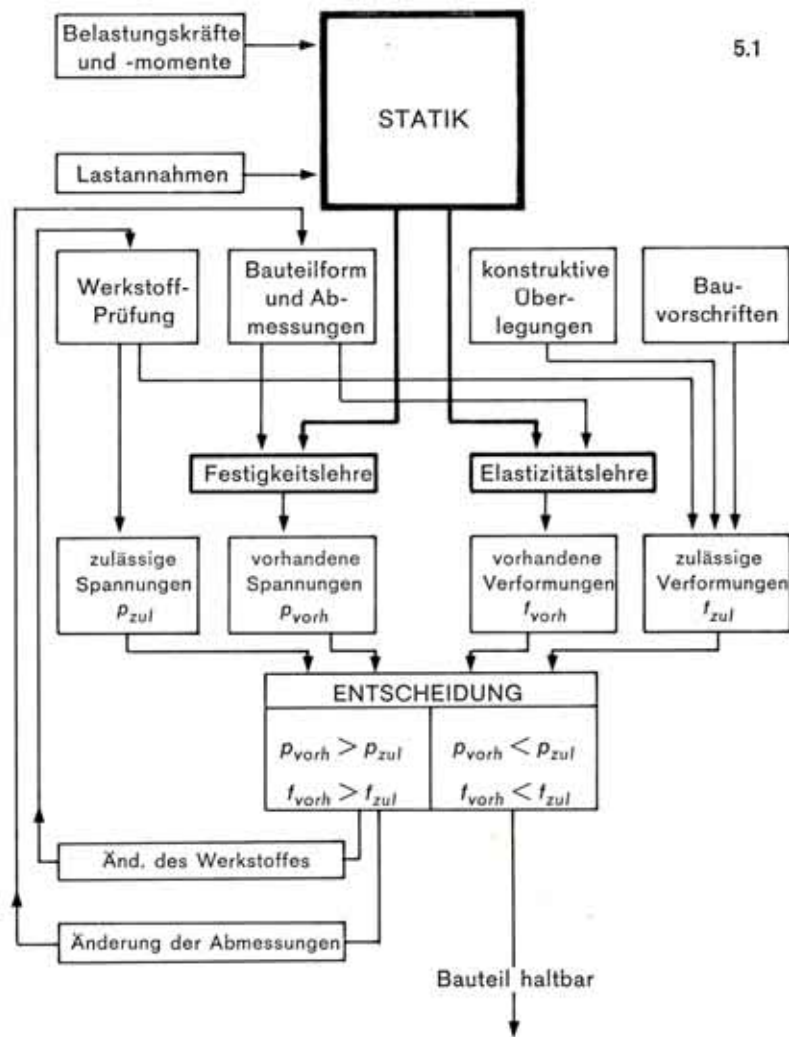 Belastungskräfte
und -momente
5.1
STATIK
Lastannahmen
Werkstoff-
Prüfung
Bauteilform
und Ab-
messungen
konstruktive
Über-
legungen
Bau-
vorschriften
Festigkeitslehre
Elastizitätslehre
zulässige
Spannungen
p_zul
vorhandene
Spannungen
p_vorh
vorhandene
Verformungen
f_vorh
zulässige
Verformungen
f_zul
ENTSCHEIDUNG
p_vorh > p_zul
f_vorh > f_zul
p_vorh < p_zul
f_vorh < f_zul
Änd. des Werkstoffes
Änderung der Abmessungen
Bauteil haltbar